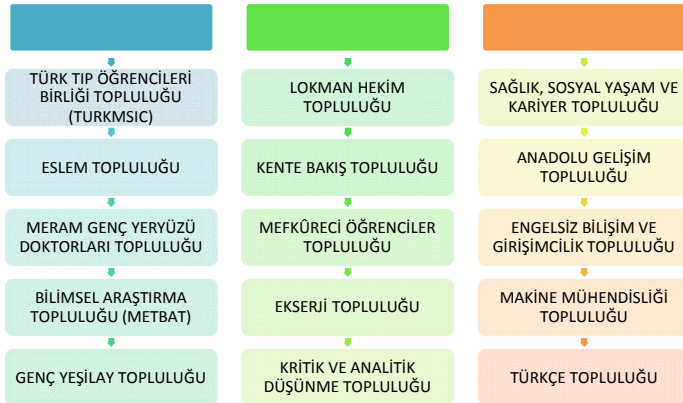 TÜRK TIP ÖĞRENCİLERİ
BİRLİĞİ TOPLULUĞU
(TURKMSIC)
ESLEM TOPLULUĞU
MERAM GENÇ YERYÜZÜ
DOKTORLARI TOPLULUĞU
BİLİMSEL ARAŞTIRMA
TOPLULUĞU (METBAT)
GENÇ YEŞİLAY TOPLULUĞU
LOKMAN HEKİM
TOPLULUĞU
KENTE BAKIŞ TOPLULUĞU
MEFKÛRECİ ÖĞRENCİLER
TOPLULUĞU
EKSERJİ TOPLULUĞU
KRİTİK VE ANALİTİK
DÜŞÜNME TOPLULUĞU
SAĞLIK, SOSYAL YAŞAM VE
KARİYER TOPLULUĞU
ANADOLU GELİŞİM
TOPLULUĞU
ENGELSİZ BİLİŞİM VE
GİRİŞİMCİLİK TOPLULUĞU
MAKİNE MÜHENDİSLİĞİ
TOPLULUĞU
TÜRKÇE TOPLULUĞU